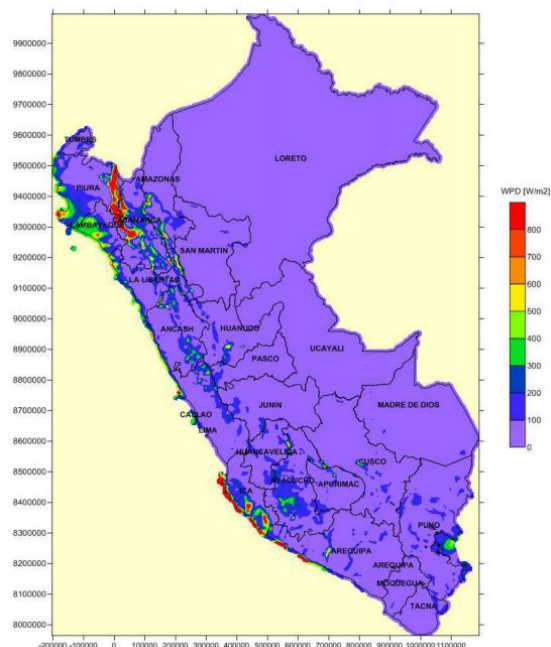 9900000
9800000
9700000
9600000
TUMBES
LORETO
9500000
PIURA
AMAZONAS
9400000
CAJAMARCA
LAMBAYEQUE
9300000
SAN MARTIN
9200000
LA LIBERTAD
9100000
9000000
ANCASH
HUANUCO
8900000
PASCO
UCAYALI
8800000
JUNIN
MADRE DE DIOS
8700000
CALLAO
LIMA
8600000
HUANCAVELICA
CUSCO
8500000
AYACUCHO
APURIMAC
ICA
8400000
PUNO
8300000
AREQUIPA
AREQUIPA
8200000
MOQUEGUA
8100000
TACNA
8000000
-200000 -100000 0 100000 200000 300000 400000 500000 600000 700000 800000 900000 1000000 1100000
WPD [W/m2]
800
700
600
500
400
300
200
100
0